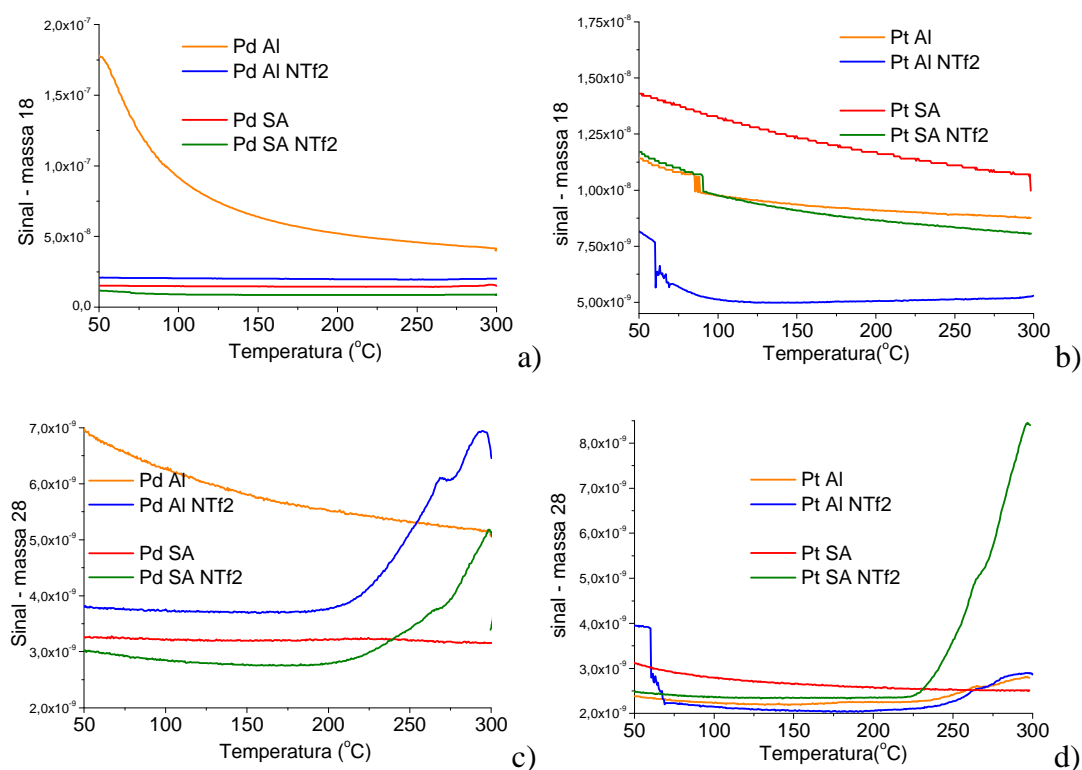 2,0x10⁻⁷
1,5x10⁻⁷
1,0x10⁻⁷
5,0x10⁻⁸
0,0
Sinal - massa 18
Pd Al
Pd Al NTf2
Pd SA
Pd SA NTf2
50 100 150 200 250 300
Temperatura (°C)
a)
1,75x10⁻⁸
1,50x10⁻⁸
1,25x10⁻⁸
1,00x10⁻⁸
7,50x10⁻⁹
5,00x10⁻⁹
sinal - massa 18
Pt Al
Pt Al NTf2
Pt SA
Pt SA NTf2
50 100 150 200 250 300
Temperatura(°C)
b)
7,0x10⁻⁹
6,0x10⁻⁹
5,0x10⁻⁹
4,0x10⁻⁹
3,0x10⁻⁹
2,0x10⁻⁹
Sinal - massa 28
Pd Al
Pd Al NTf2
Pd SA
Pd SA NTf2
50 100 150 200 250 300
Temperatura (°C)
c)
8,0x10⁻⁹
7,0x10⁻⁹
6,0x10⁻⁹
5,0x10⁻⁹
4,0x10⁻⁹
3,0x10⁻⁹
2,0x10⁻⁹
sinal - massa 28
Pt Al
Pt Al NTf2
Pt SA
Pt SA NTf2
50 100 150 200 250 300
Temperatura(°C)
d)